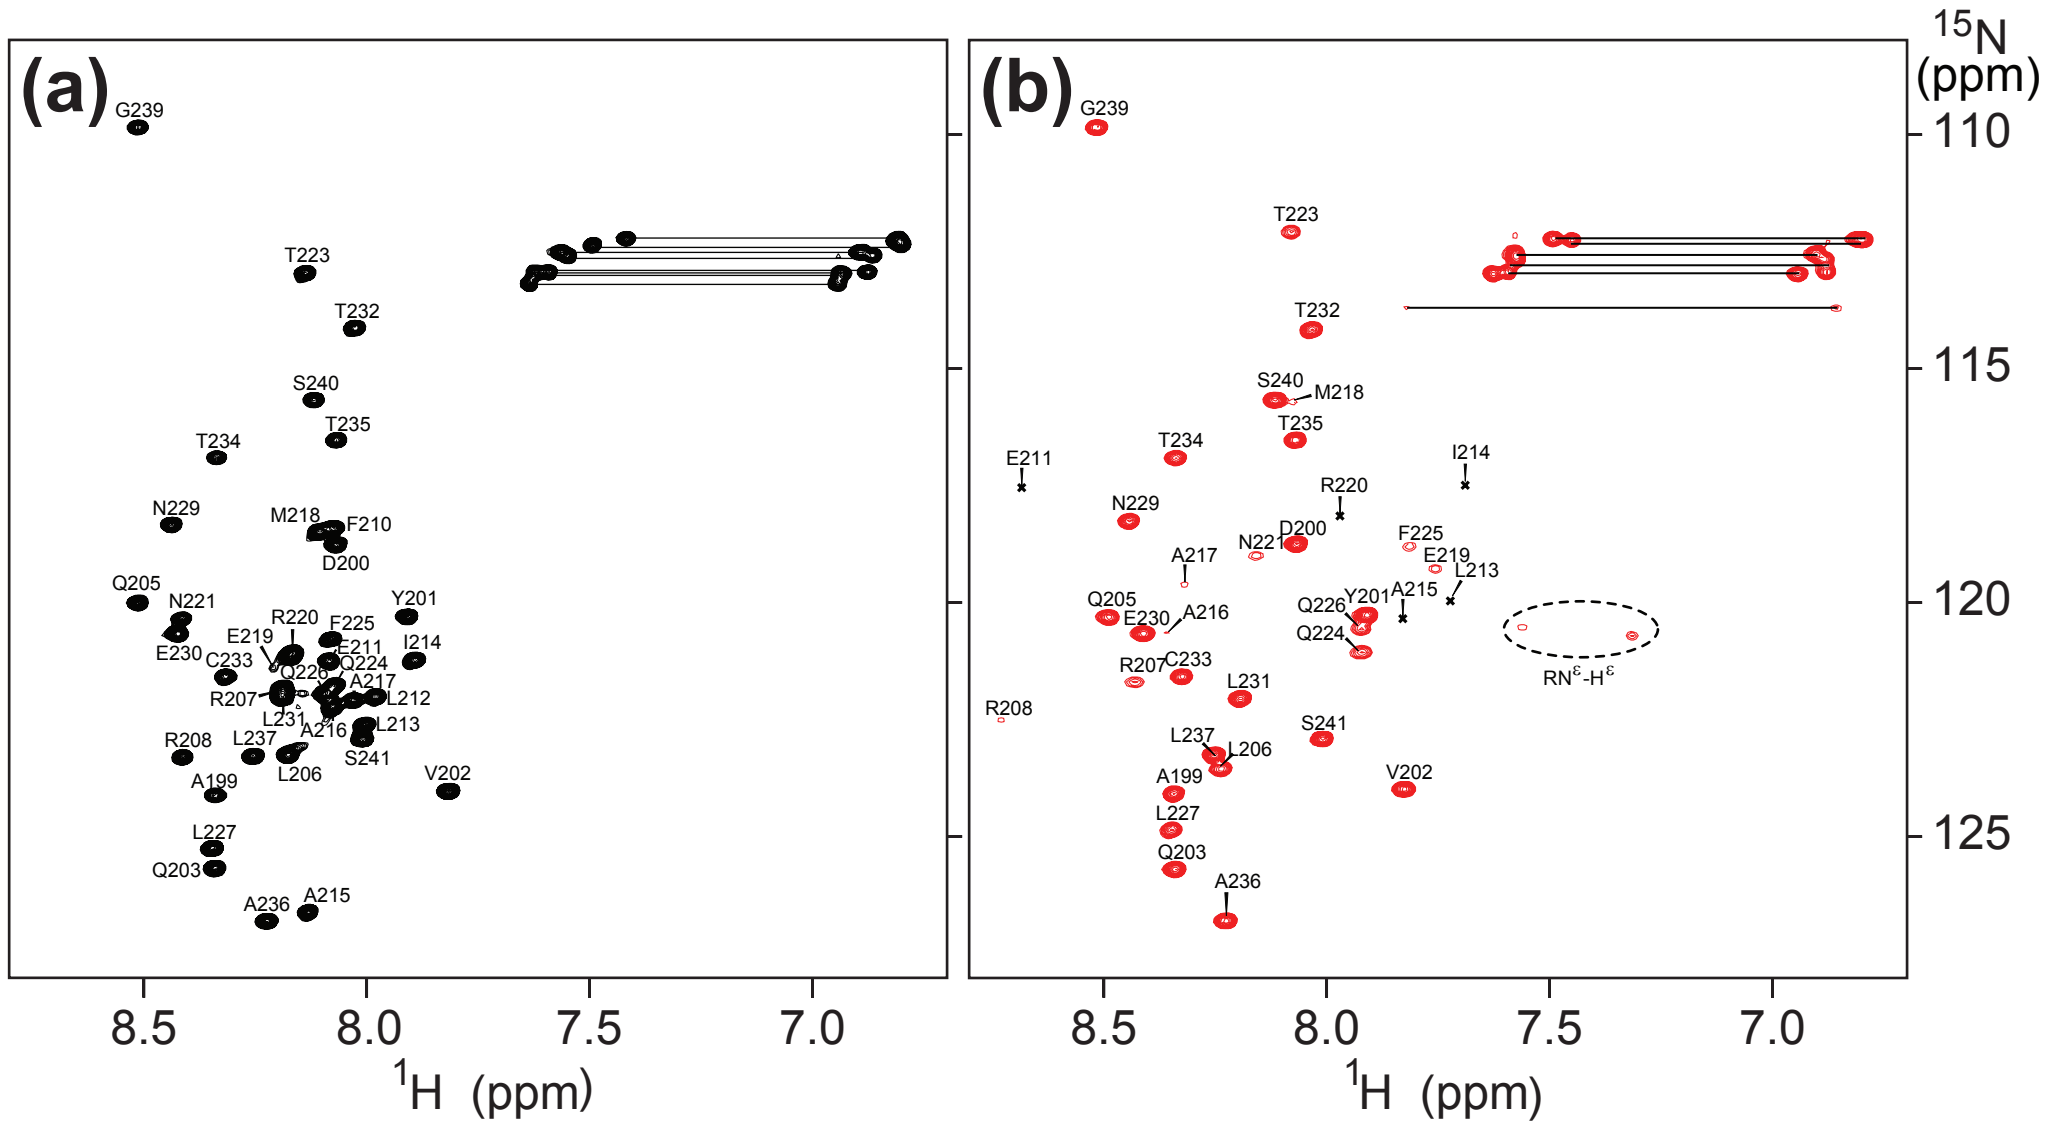 (a)
G239
T223
T232
S240
T235
T234
N229
M218
F210
D200
Q205
N221
Y201
R220
F225
E219
E211
I214
E230
C233
Q224
Q226
A217
R207
L212
L231
A216
L213
R208
L237
S241
L206
A199
V202
L227
Q203
A236
A215
8.5
8.0
7.5
7.0
1H (ppm)
(b)
G239
T223
T232
S240
M218
T235
T234
I214
E211
R220
N229
D200
F225
N221
A217
E219
L213
A215
Y201
Q226
Q205
E230
A216
Q224
R207
C233
L231
R208
S241
L237
L206
A199
V202
L227
Q203
A236
RNε-Hε
8.5
8.0
7.5
7.0
1H (ppm)
15N
(ppm)
110
115
120
125